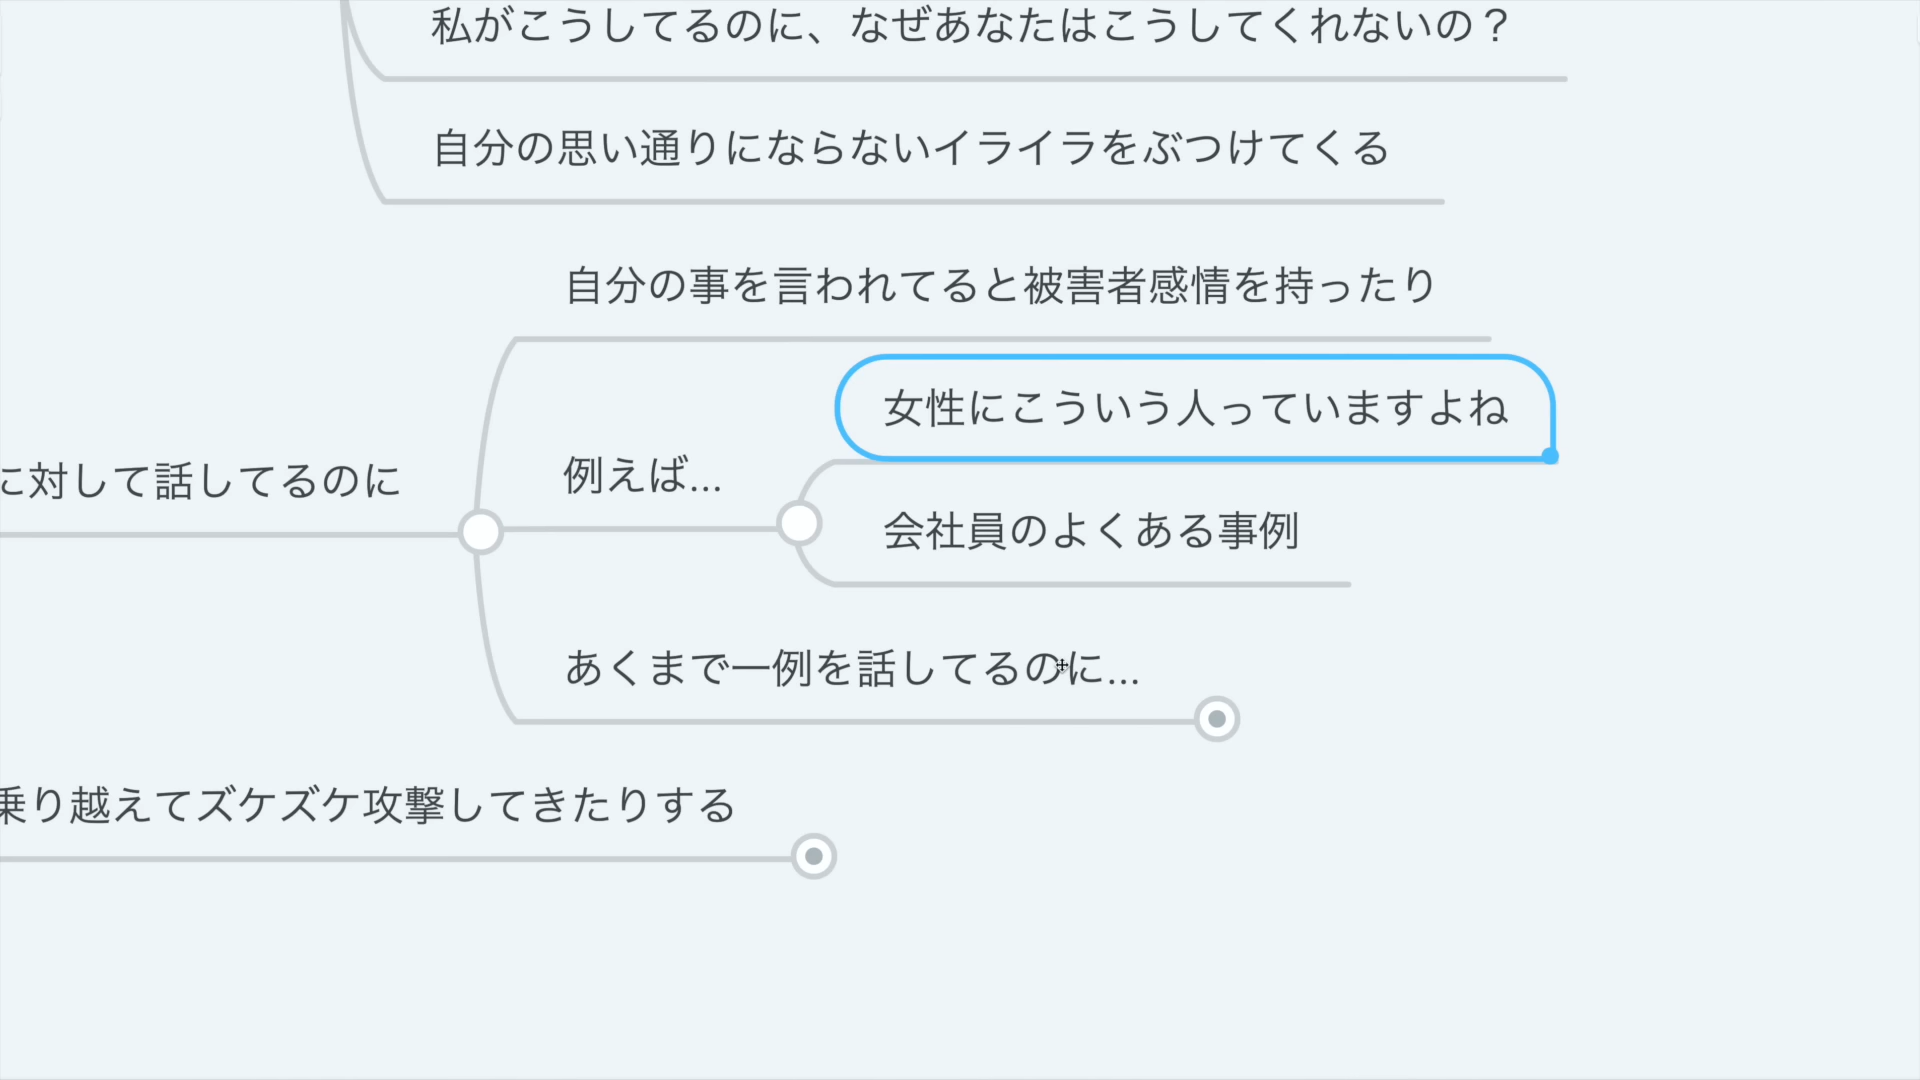 私がこうしてるのに、なぜあなたはこうしてくれないの？
自分の思い通りにならないイライラをぶつけてくる
自分の事を言われてると被害者感情を持ったり
女性にこういう人っていますよね
例えば...
に対して話してるのに
会社員のよくある事例
あくまで一例を話してるのに...
乗り越えてズケズケ攻撃してきたりする